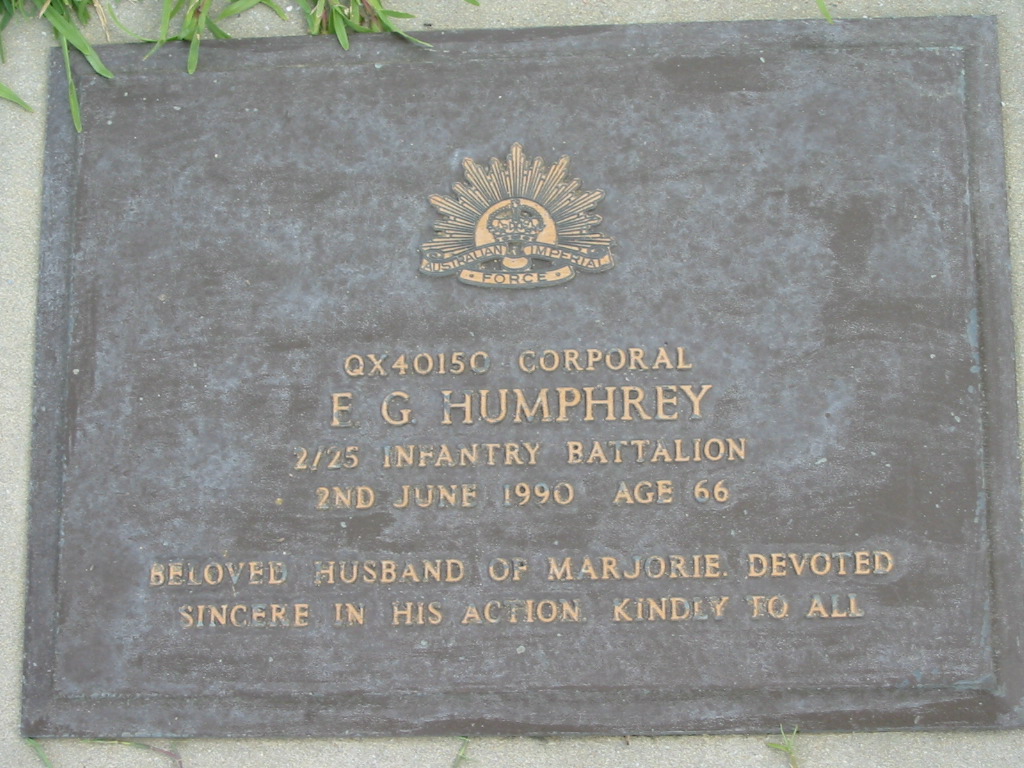 AUSTRALIAN IMPERIAL
FORCE
QX40150 CORPORAL
E. G. HUMPHREY
2/25 INFANTRY BATTALION
2ND JUNE 1990 AGE 66
BELOVED HUSBAND OF MARJORIE. DEVOTED
SINCERE IN HIS ACTION. KINDLY TO ALL